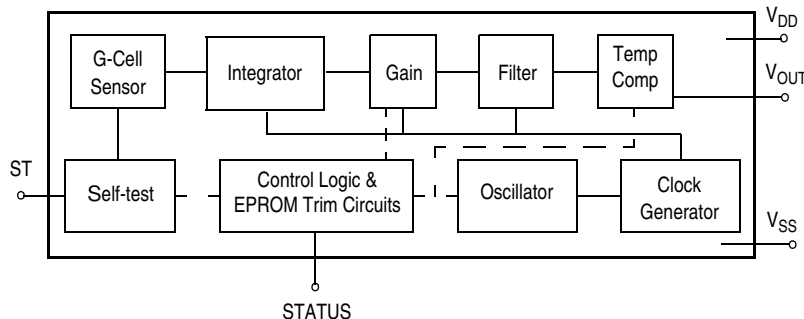 V_DD
G-Cell
Sensor
Integrator
Gain
Filter
Temp
Comp
V_OUT
ST
Self-test
Control Logic &
EPROM Trim Circuits
Oscillator
Clock
Generator
V_SS
STATUS